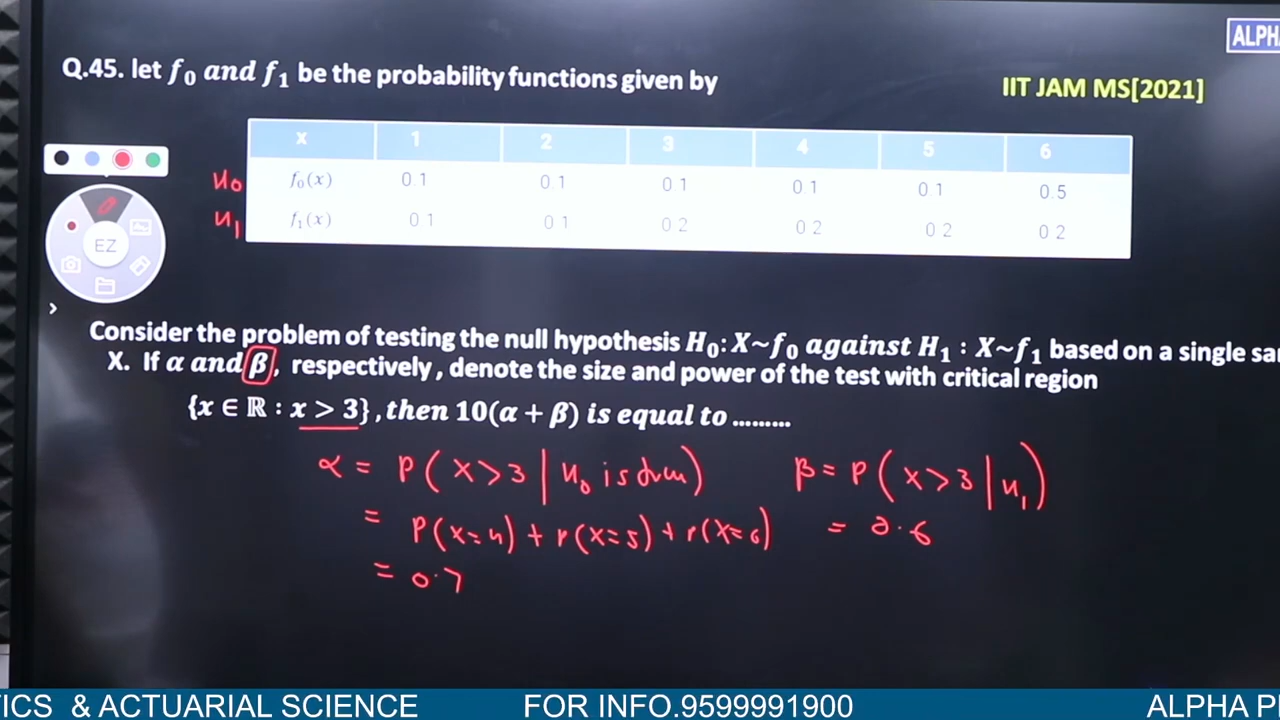 ALPH
Q.45. let f₀ and f₁ be the probability functions given by
IIT JAM MS[2021]
x 1 2 3 4 5 6
H₀ f₀(x) 0.1 0.1 0 1 0.1 0.1 0.5
H₁ f₁(x) 0 1 0 1 0 2 0 2 0 2 0 2
EZ
Consider the problem of testing the null hypothesis H₀: X~f₀ against H₁ : X~f₁ based on a single sa
X. If α and β, respectively, denote the size and power of the test with critical region
{x ∈ ℝ : x > 3}, then 10(α + β) is equal to .........
α = P(X>3 | H₀ is true) β = P(X>3 | H₁)
= P(X=4) + P(X=5) + P(X=6) = 0.6
= 0.7
TICS & ACTUARIAL SCIENCE FOR INFO.9599991900 ALPHA P